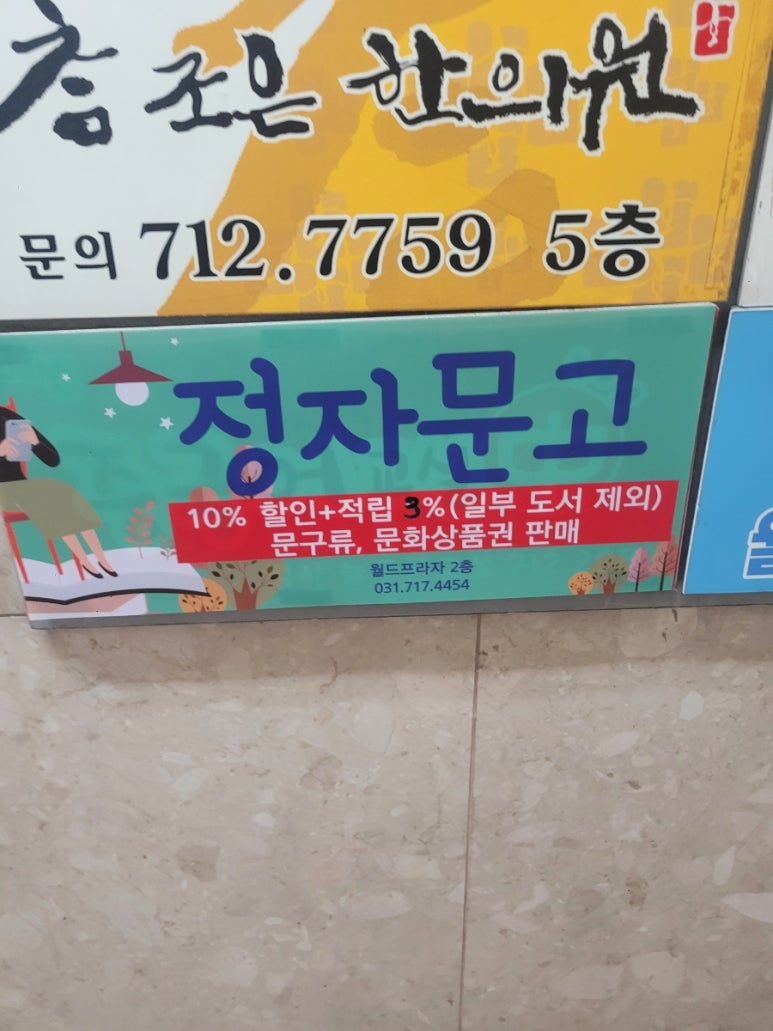 참 조은 한의원
문의 712.7759 5층
정자문고
10% 할인+적립 3%(일부 도서 제외)
문구류, 문화상품권 판매
월드프라자 2층
031.717.4454